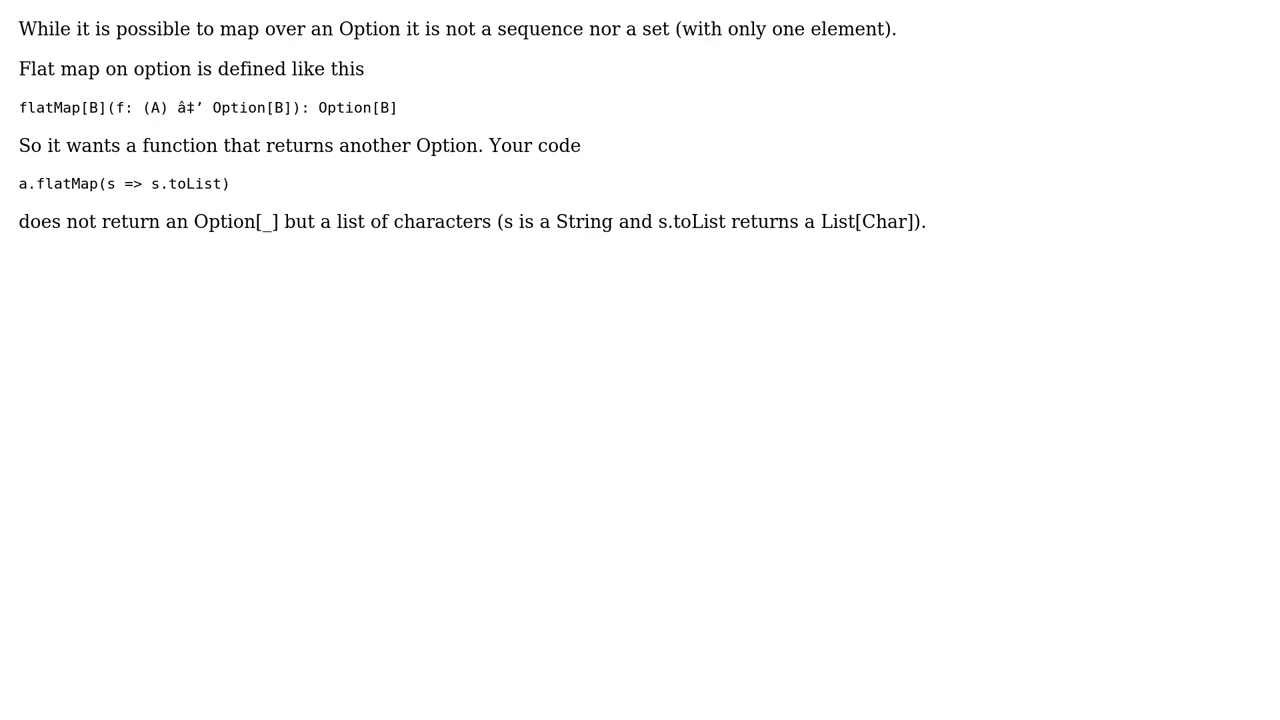 While it is possible to map over an Option it is not a sequence nor a set (with only one element).
Flat map on option is defined like this
flatMap[B](f: (A) â‡’ Option[B]): Option[B]
So it wants a function that returns another Option. Your code
a.flatMap(s => s.toList)
does not return an Option[_] but a list of characters (s is a String and s.toList returns a List[Char]).